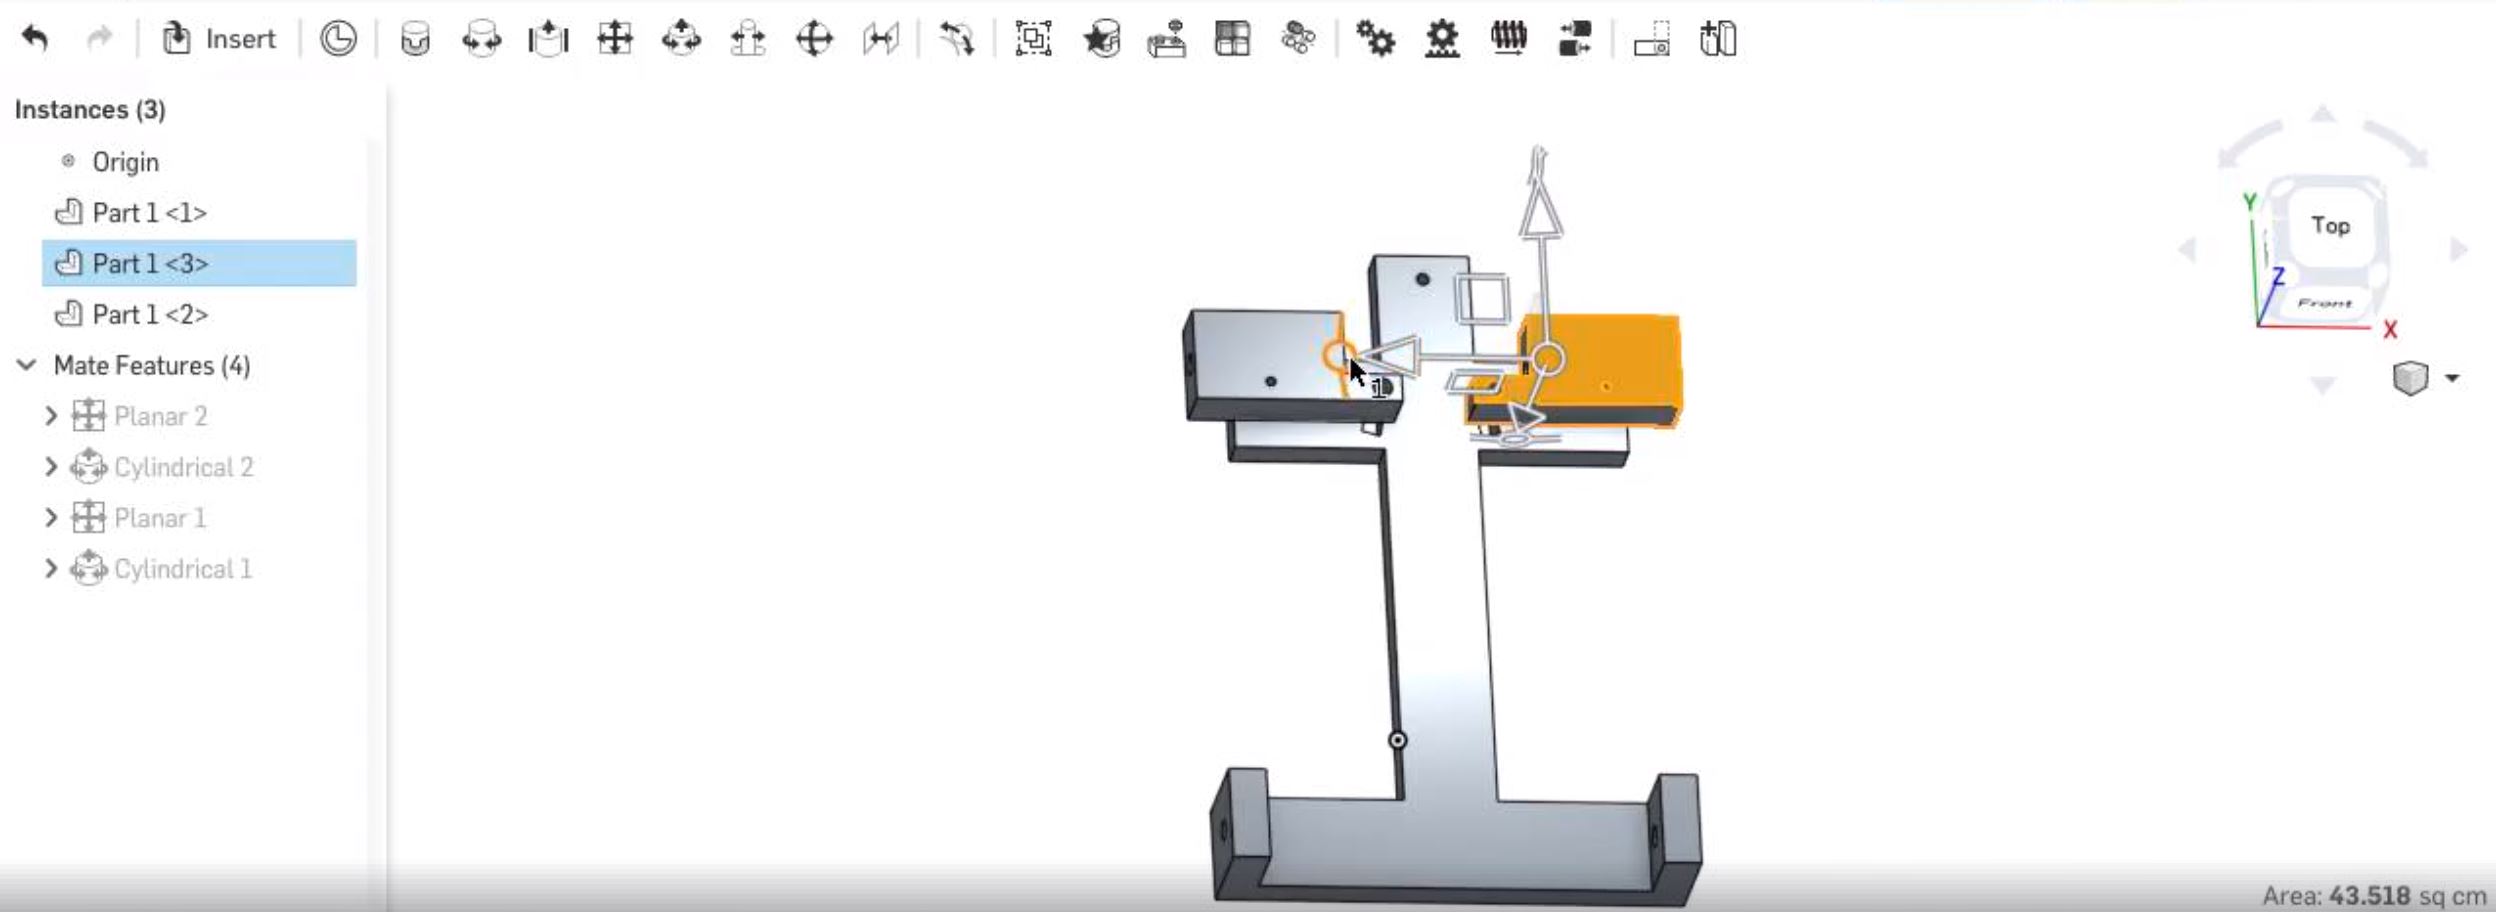 Insert
Instances (3)
Origin
Part 1 <1>
Part 1 <3>
Part 1 <2>
Mate Features (4)
Planar 2
Cylindrical 2
Planar 1
Cylindrical 1
1
Y
Top
Z
Front
X
Area: 43.518 sq cm